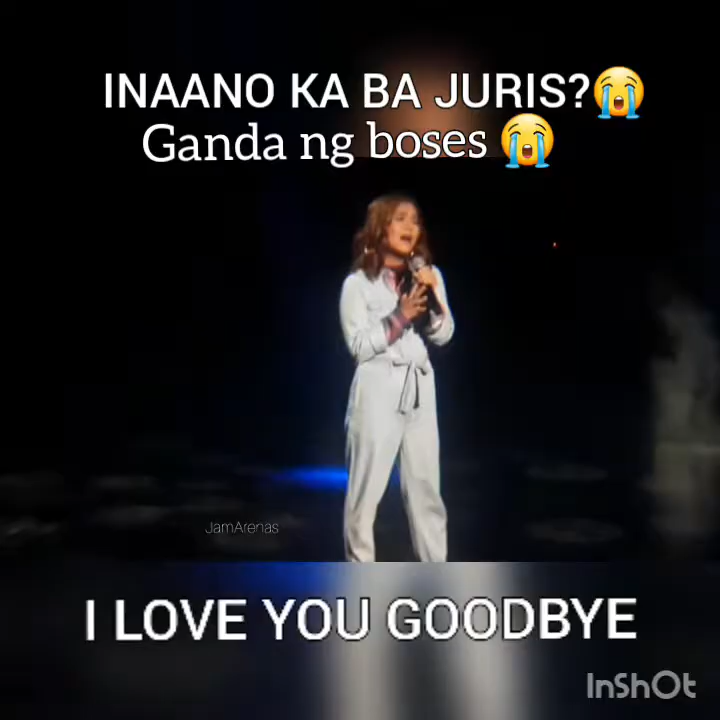 INAANO KA BA JURIS?😭
Ganda ng boses 😭
JamArenas
I LOVE YOU GOODBYE
InShOt